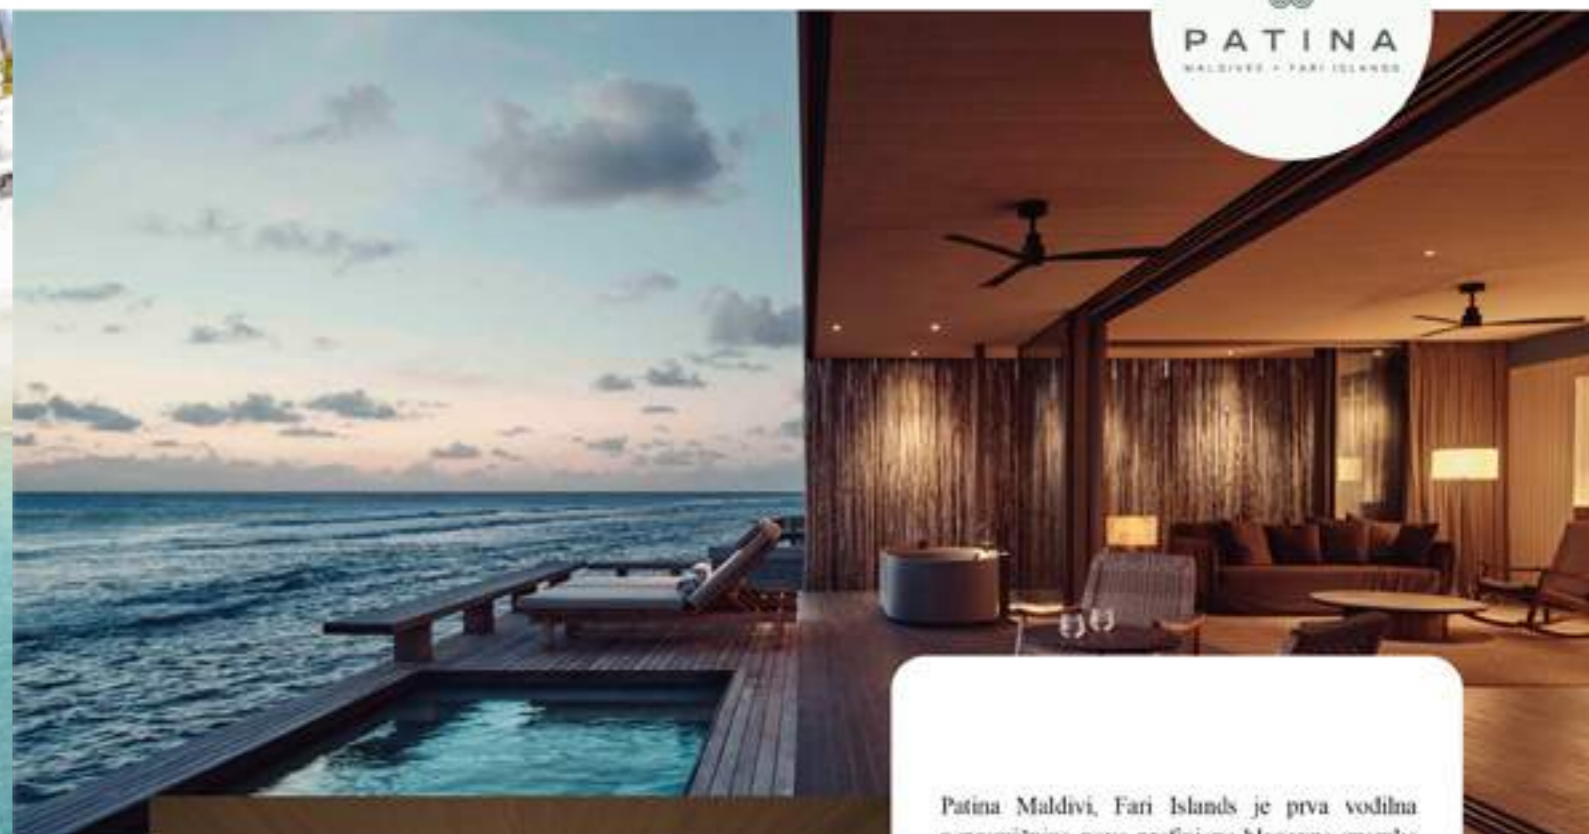 PATINA
MALDIVES • FARI ISLANDS
Patina Maldivi, Fari Islands je prva vodilna